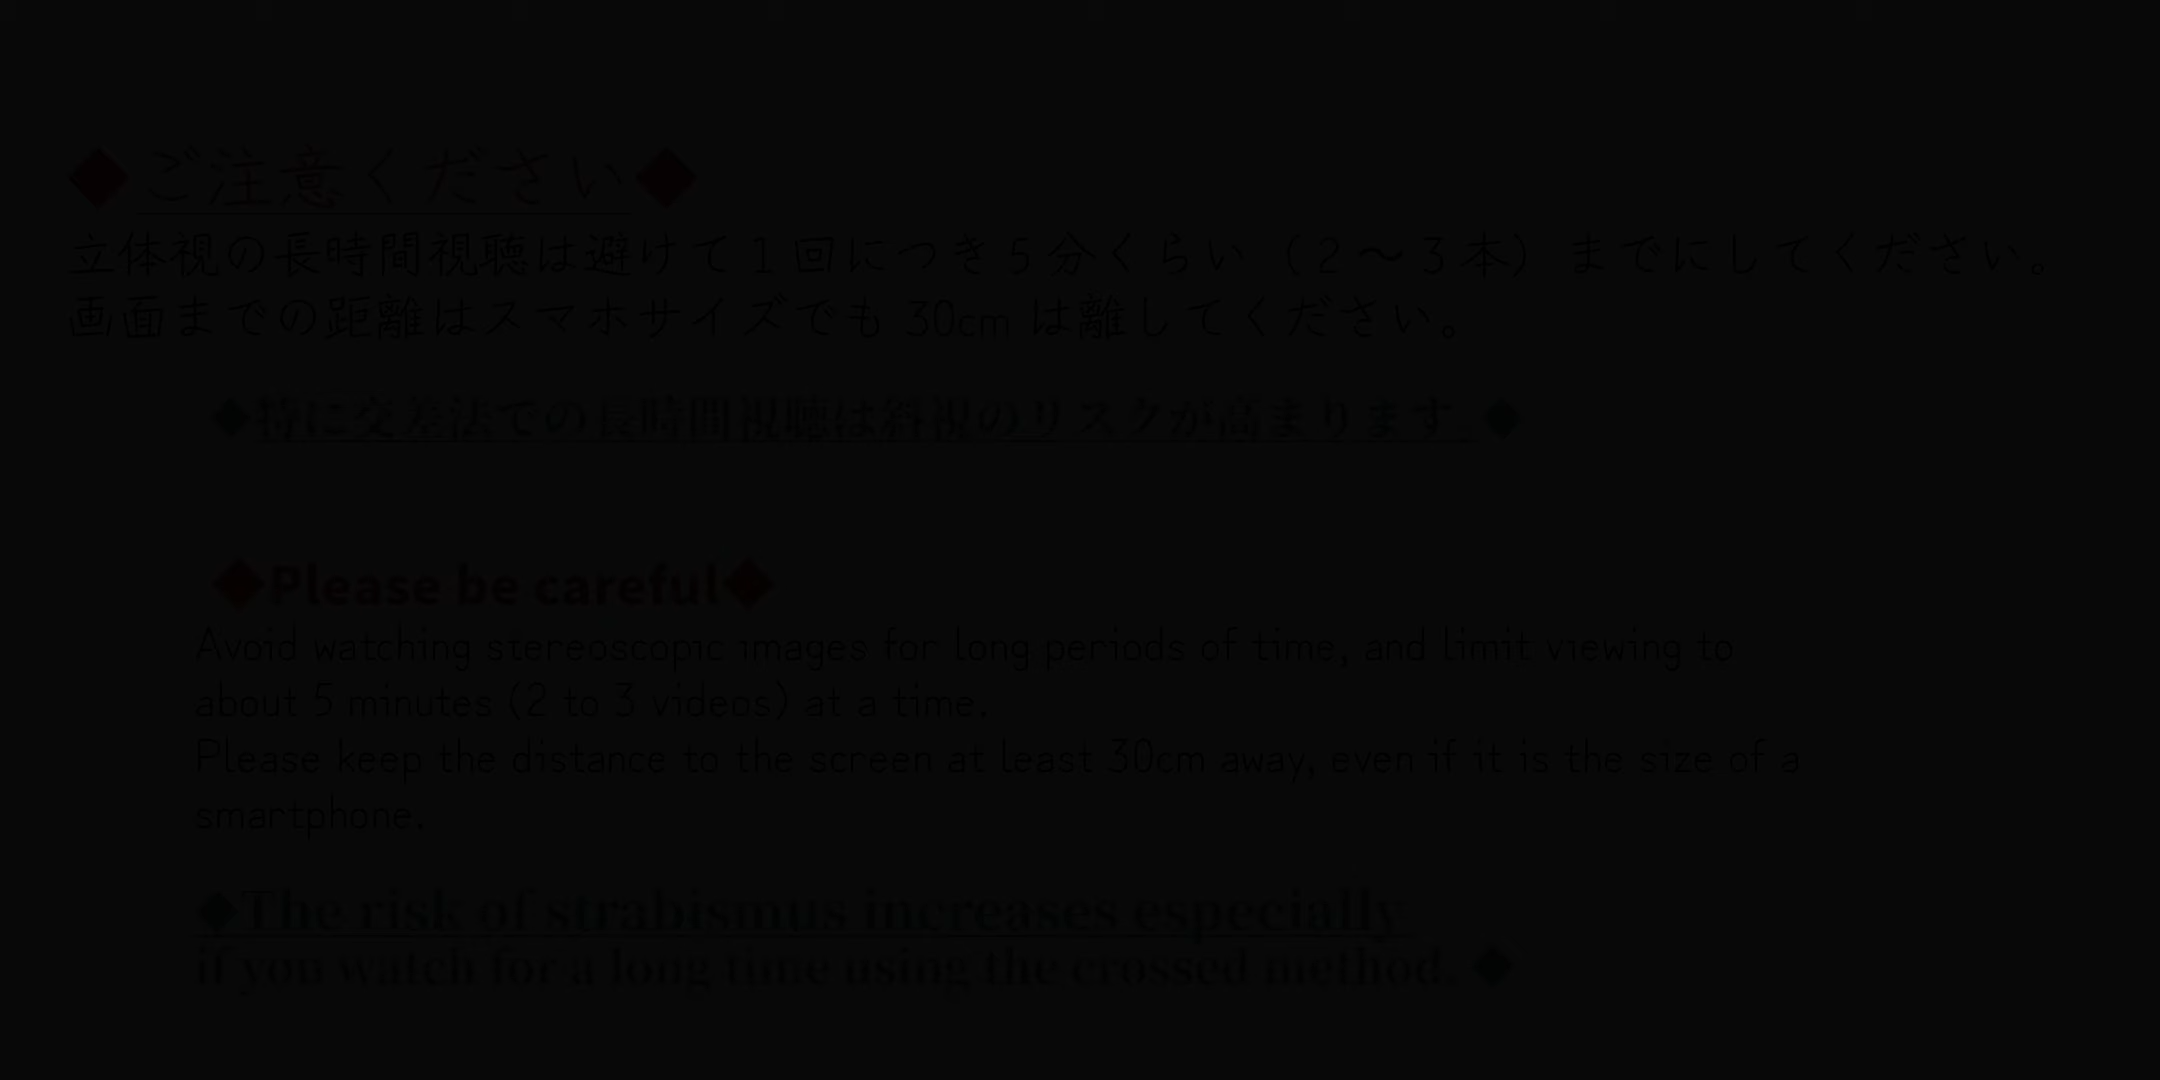 ◆ご注意ください◆
立体視の長時間視聴は避けて1回につき5分くらい（2～3本）までにしてください。
画面までの距離はスマホサイズでも30cmは離してください。
◆特に交差法での長時間視聴は斜視のリスクが高まります。◆
◆Please be careful◆
Avoid watching stereoscopic images for long periods of time, and limit viewing to
about 5 minutes (2 to 3 videos) at a time.
Please keep the distance to the screen at least 30cm away, even if it is the size of a
smartphone.
◆The risk of strabismus increases especially
if you watch for a long time using the crossed method. ◆